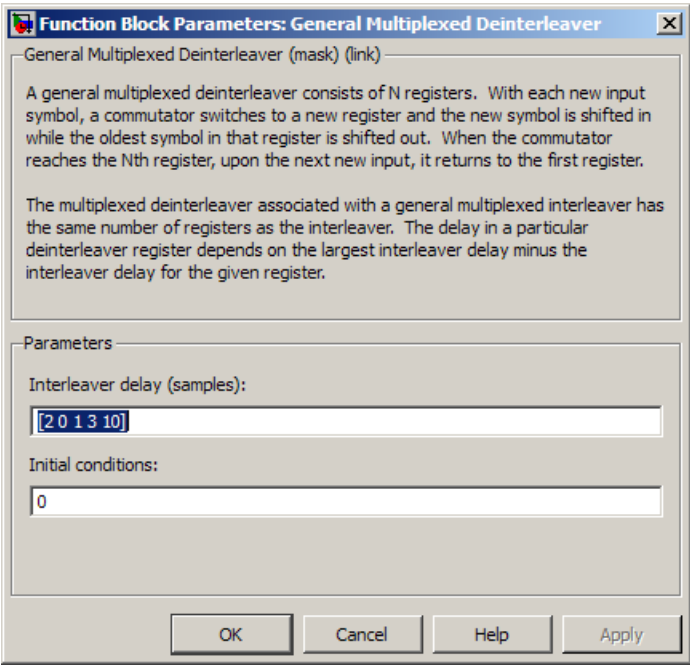 Function Block Parameters: General Multiplexed Deinterleaver
General Multiplexed Deinterleaver (mask) (link)
A general multiplexed deinterleaver consists of N registers.  With each new input
symbol, a commutator switches to a new register and the new symbol is shifted in
while the oldest symbol in that register is shifted out.  When the commutator
reaches the Nth register, upon the next new input, it returns to the first register.
The multiplexed deinterleaver associated with a general multiplexed interleaver has
the same number of registers as the interleaver.  The delay in a particular
deinterleaver register depends on the largest interleaver delay minus the
interleaver delay for the given register.
Parameters
Interleaver delay (samples):
[2 0 1 3 10]
Initial conditions:
0
OK Cancel Help Apply